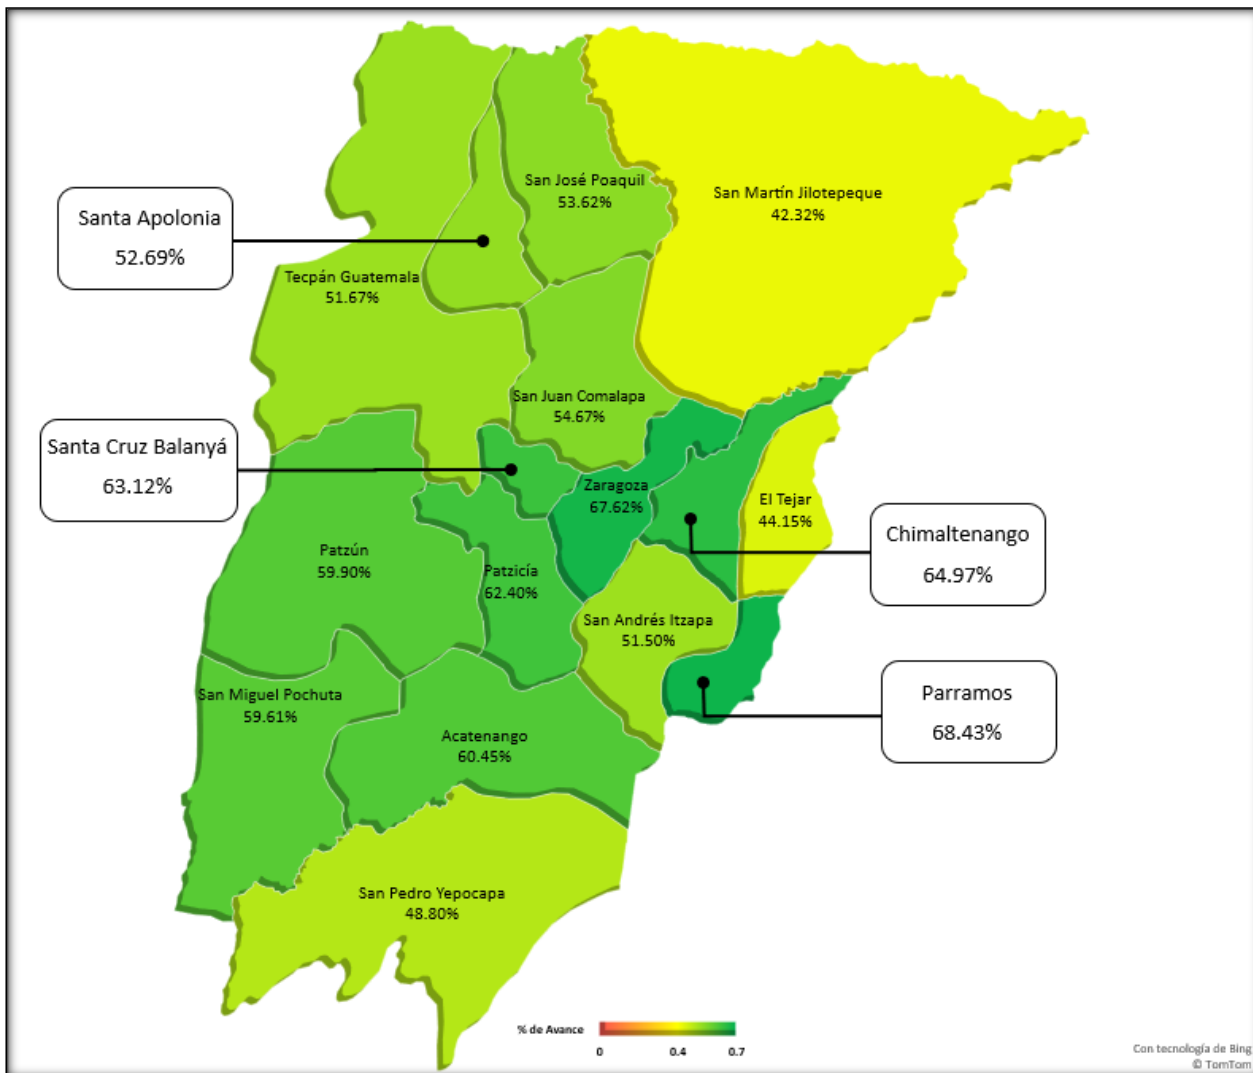 San José Poaquil
53.62%
San Martín Jilotepeque
42.32%
Santa Apolonia
52.69%
Tecpán Guatemala
51.67%
San Juan Comalapa
54.67%
Santa Cruz Balanyá
63.12%
Zaragoza
67.62%
El Tejar
44.15%
Chimaltenango
64.97%
Patzún
59.90%
Patzicía
62.40%
San Andrés Itzapa
51.50%
San Miguel Pochuta
59.61%
Parramos
68.43%
Acatenango
60.45%
San Pedro Yepocapa
48.80%
% de Avance
0 0.4 0.7
Con tecnología de Bing
© TomTom